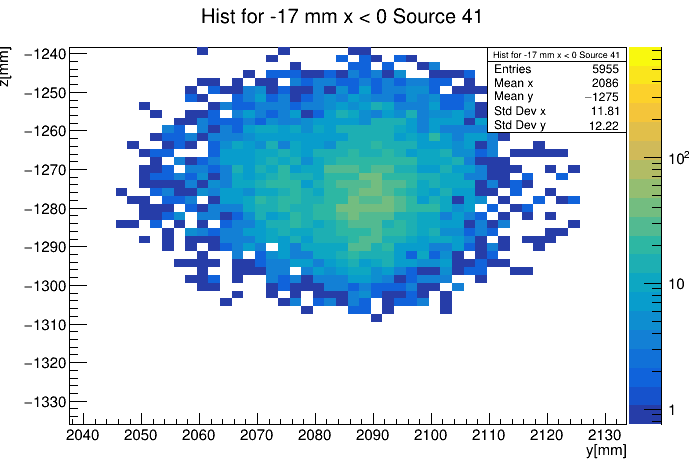 Hist for -17 mm x < 0 Source 41
z[mm]
−1240
−1250
−1260
−1270
−1280
−1290
−1300
−1310
−1320
−1330
Hist for -17 mm x < 0 Source 41
Entries 5955
Mean x 2086
Mean y −1275
Std Dev x 11.81
Std Dev y 12.22
10²
10
1
2040 2050 2060 2070 2080 2090 2100 2110 2120 2130
y[mm]